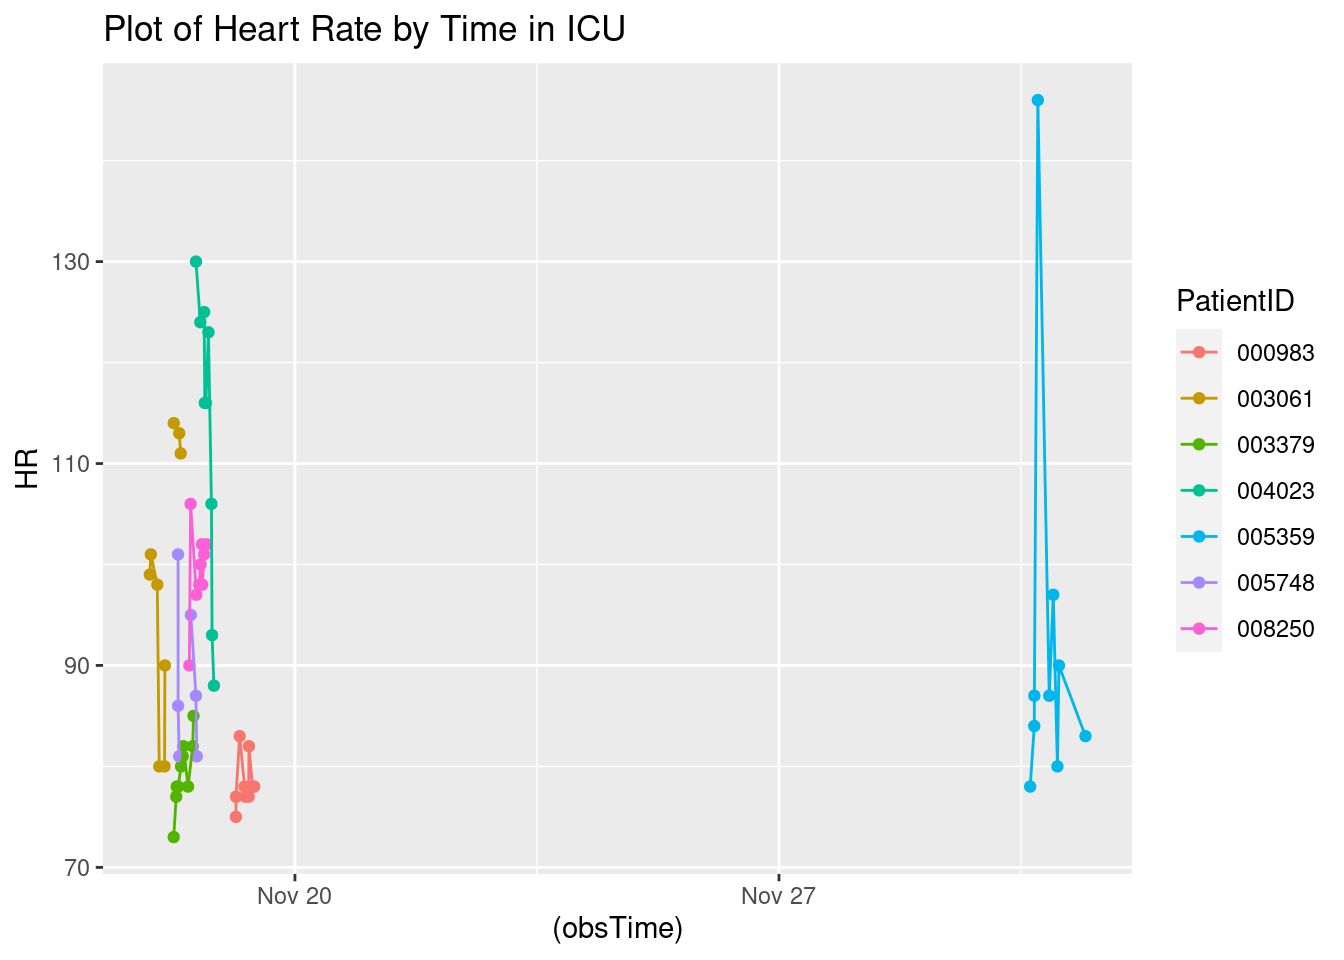 Plot of Heart Rate by Time in ICU
130
110
90
70
HR
Nov 20
Nov 27
(obsTime)
PatientID
000983
003061
003379
004023
005359
005748
008250